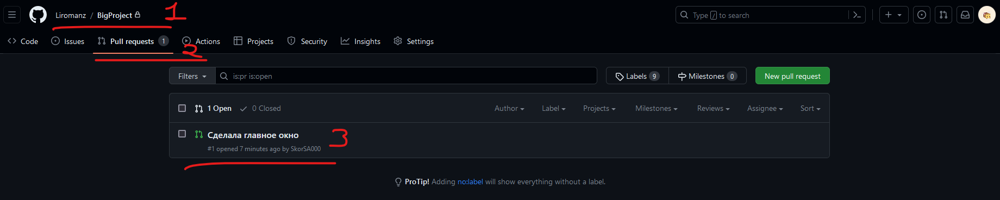 Liromanz / BigProject 1
Type / to search
Code Issues Pull requests 1 Actions Projects Security Insights Settings
2
Filters is:pr is:open Labels 9 Milestones 0 New pull request
1 Open 0 Closed Author Label Projects Milestones Reviews Assignee Sort
Сделала главное окно 3
#1 opened 7 minutes ago by SkorSA000
ProTip! Adding no:label will show everything without a label.